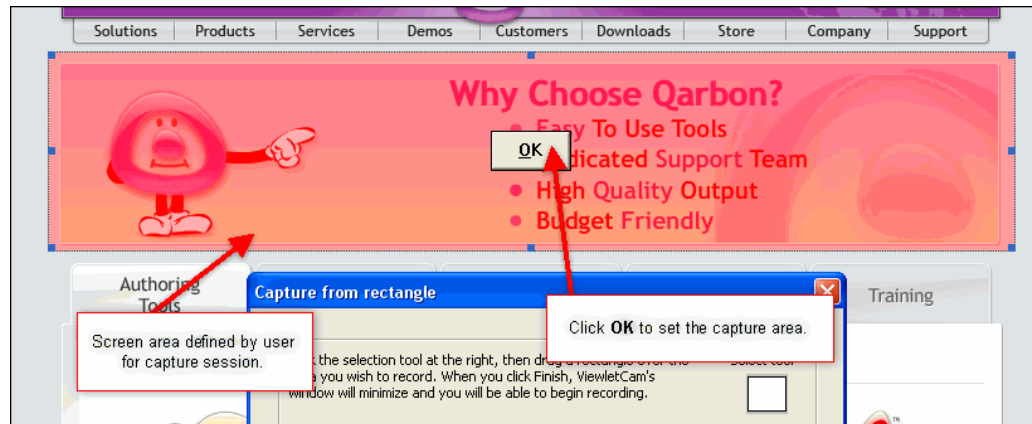 Solutions Products Services Demos Customers Downloads Store Company Support
Why Choose Qarbon?
• Easy To Use Tools
OK
dicated Support Team
• High Quality Output
• Budget Friendly
Authoring
Tools
Training
Capture from rectangle
Screen area defined by user
for capture session.
Click OK to set the capture area.
the selection tool at the right, then drag a rectangle over the
you wish to record. When you click Finish, ViewletCam's
window will minimize and you will be able to begin recording.
Select tool